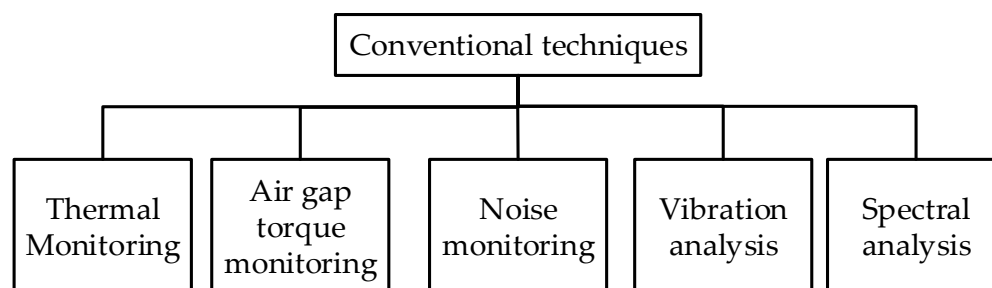 Conventional techniques
Thermal
Monitoring
Air gap
torque
monitoring
Noise
monitoring
Vibration
analysis
Spectral
analysis